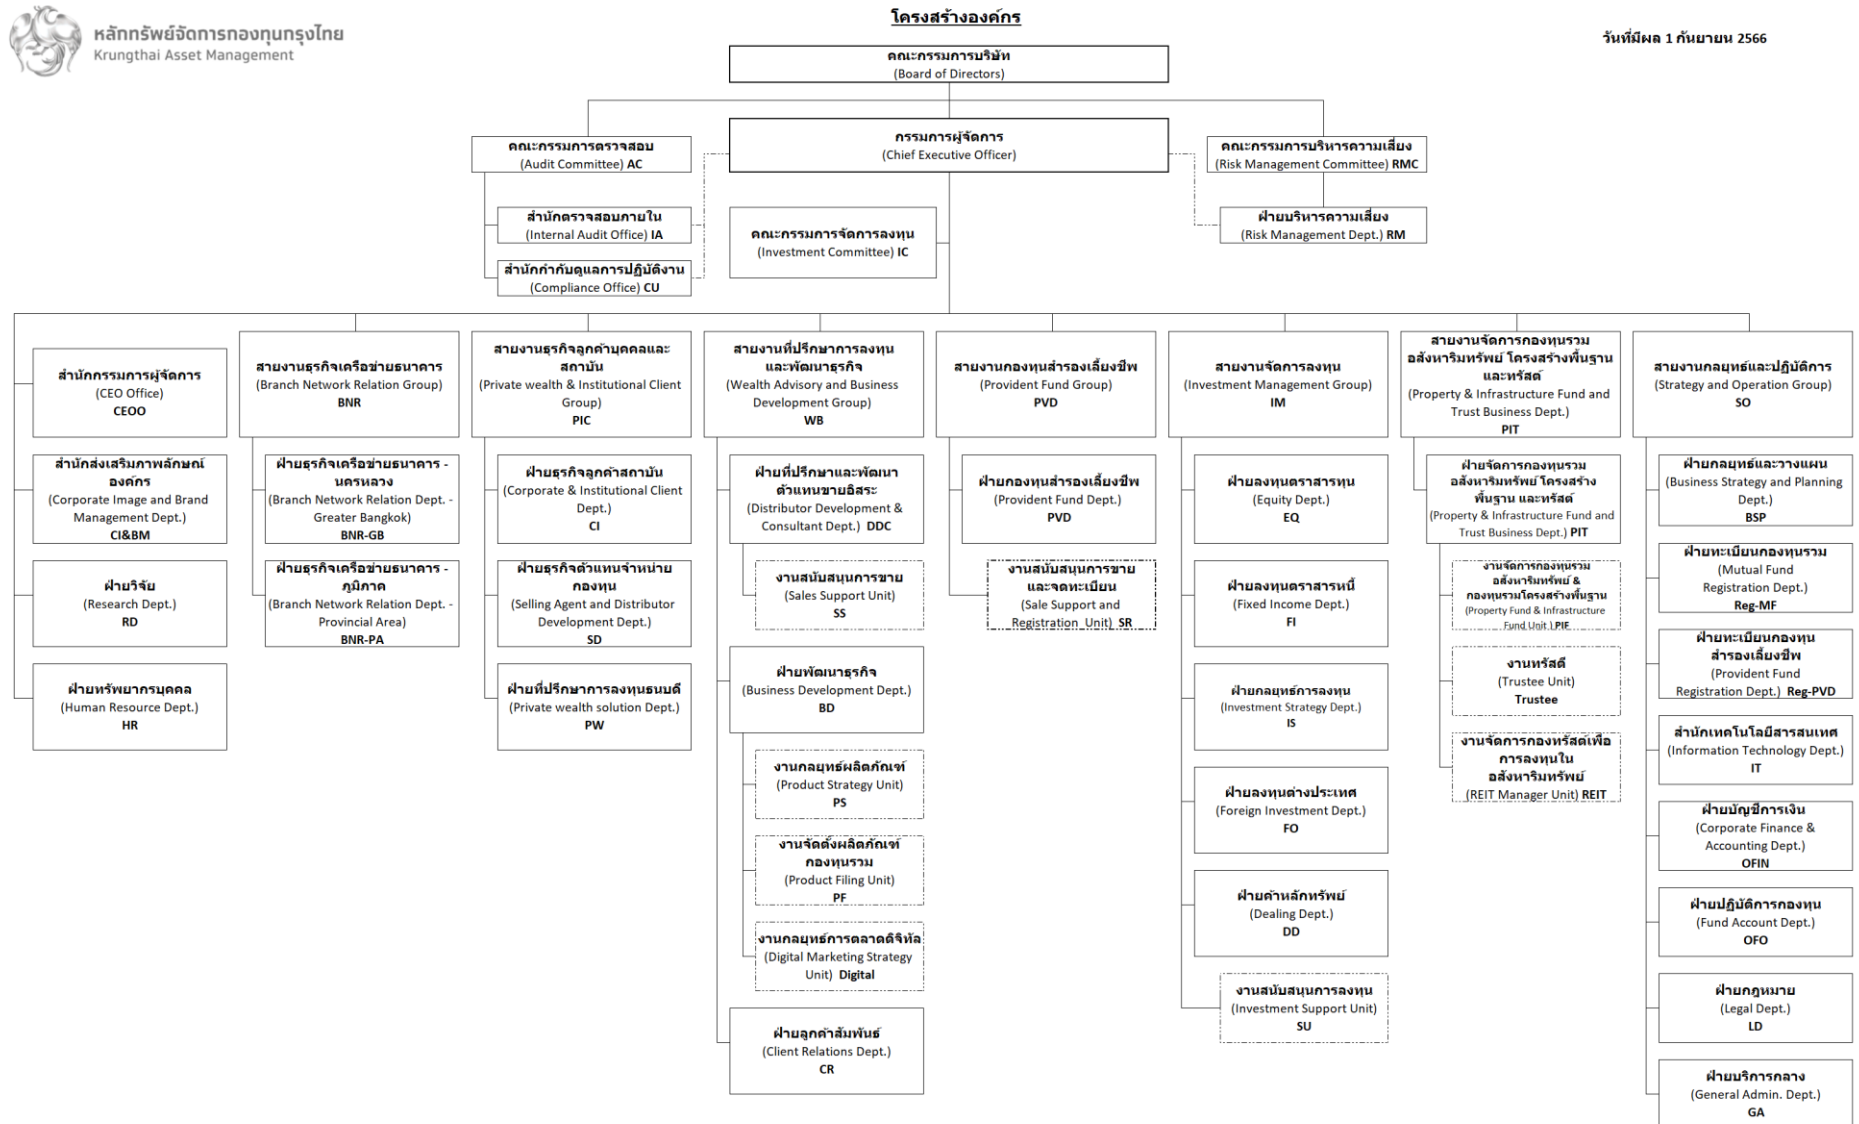 โครงสร้างองค์กร
หลักทรัพย์จัดการกองทุนกรุงไทย
Krungthai Asset Management
วันที่มีผล 1 กันยายน 2566
คณะกรรมการบริษัท
(Board of Directors)
กรรมการผู้จัดการ
(Chief Executive Officer)
คณะกรรมการตรวจสอบ
(Audit Committee) AC
คณะกรรมการบริหารความเสี่ยง
(Risk Management Committee) RMC
สำนักตรวจสอบภายใน
(Internal Audit Office) IA
สำนักกำกับดูแลการปฏิบัติงาน
(Compliance Office) CU
คณะกรรมการจัดการลงทุน
(Investment Committee) IC
ฝ่ายบริหารความเสี่ยง
(Risk Management Dept.) RM
สำนักกรรมการผู้จัดการ
(CEO Office)
CEOO
สำนักส่งเสริมภาพลักษณ์
องค์กร
(Corporate Image and Brand
Management Dept.)
CI&BM
ฝ่ายวิจัย
(Research Dept.)
RD
ฝ่ายทรัพยากรบุคคล
(Human Resource Dept.)
HR
สายงานธุรกิจเครือข่ายธนาคาร
(Branch Network Relation Group)
BNR
ฝ่ายธุรกิจเครือข่ายธนาคาร -
นครหลวง
(Branch Network Relation Dept. -
Greater Bangkok)
BNR-GB
ฝ่ายธุรกิจเครือข่ายธนาคาร -
ภูมิภาค
(Branch Network Relation Dept. -
Provincial Area)
BNR-PA
สายงานธุรกิจลูกค้าบุคคลและ
สถาบัน
(Private wealth & Institutional Client
Group)
PIC
ฝ่ายธุรกิจลูกค้าสถาบัน
(Corporate & Institutional Client
Dept.)
CI
ฝ่ายธุรกิจตัวแทนจำหน่าย
กองทุน
(Selling Agent and Distributor
Development Dept.)
SD
ฝ่ายที่ปรึกษาการลงทุนธนบดี
(Private wealth solution Dept.)
PW
สายงานที่ปรึกษาการลงทุน
และพัฒนาธุรกิจ
(Wealth Advisory and Business
Development Group)
WB
ฝ่ายที่ปรึกษาและพัฒนา
ตัวแทนขายอิสระ
(Distributor Development &
Consultant Dept.) DDC
งานสนับสนุนการขาย
(Sales Support Unit)
SS
ฝ่ายพัฒนาธุรกิจ
(Business Development Dept.)
BD
งานกลยุทธ์ผลิตภัณฑ์
(Product Strategy Unit)
PS
งานจัดตั้งผลิตภัณฑ์
กองทุนรวม
(Product Filing Unit)
PF
งานกลยุทธ์การตลาดดิจิทัล
(Digital Marketing Strategy
Unit) Digital
ฝ่ายลูกค้าสัมพันธ์
(Client Relations Dept.)
CR
สายงานกองทุนสำรองเลี้ยงชีพ
(Provident Fund Group)
PVD
ฝ่ายกองทุนสำรองเลี้ยงชีพ
(Provident Fund Dept.)
PVD
งานสนับสนุนการขาย
และจดทะเบียน
(Sale Support and
Registration Unit) SR
สายงานจัดการลงทุน
(Investment Management Group)
IM
ฝ่ายลงทุนตราสารทุน
(Equity Dept.)
EQ
ฝ่ายลงทุนตราสารหนี้
(Fixed Income Dept.)
FI
ฝ่ายกลยุทธ์การลงทุน
(Investment Strategy Dept.)
IS
ฝ่ายลงทุนต่างประเทศ
(Foreign Investment Dept.)
FO
ฝ่ายค้าหลักทรัพย์
(Dealing Dept.)
DD
งานสนับสนุนการลงทุน
(Investment Support Unit)
SU
สายงานจัดการกองทุนรวม
อสังหาริมทรัพย์ โครงสร้างพื้นฐาน
และทรัสต์
(Property & Infrastructure Fund and
Trust Business Dept.)
PIT
ฝ่ายจัดการกองทุนรวม
อสังหาริมทรัพย์ โครงสร้าง
พื้นฐาน และทรัสต์
(Property & Infrastructure Fund and
Trust Business Dept.) PIT
งานจัดการกองทุนรวม
อสังหาริมทรัพย์ &
กองทุนรวมโครงสร้างพื้นฐาน
(Property Fund & Infrastructure
Fund Unit ) PIF
งานทรัสตี
(Trustee Unit)
Trustee
งานจัดการกองทรัสต์เพื่อ
การลงทุนใน
อสังหาริมทรัพย์
(REIT Manager Unit) REIT
สายงานกลยุทธ์และปฏิบัติการ
(Strategy and Operation Group)
SO
ฝ่ายกลยุทธ์และวางแผน
(Business Strategy and Planning
Dept.)
BSP
ฝ่ายทะเบียนกองทุนรวม
(Mutual Fund
Registration Dept.)
Reg-MF
ฝ่ายทะเบียนกองทุน
สำรองเลี้ยงชีพ
(Provident Fund
Registration Dept.) Reg-PVD
สำนักเทคโนโลยีสารสนเทศ
(Information Technology Dept.)
IT
ฝ่ายบัญชีการเงิน
(Corporate Finance &
Accounting Dept.)
OFIN
ฝ่ายปฏิบัติการกองทุน
(Fund Account Dept.)
OFO
ฝ่ายกฎหมาย
(Legal Dept.)
LD
ฝ่ายบริการกลาง
(General Admin. Dept.)
GA